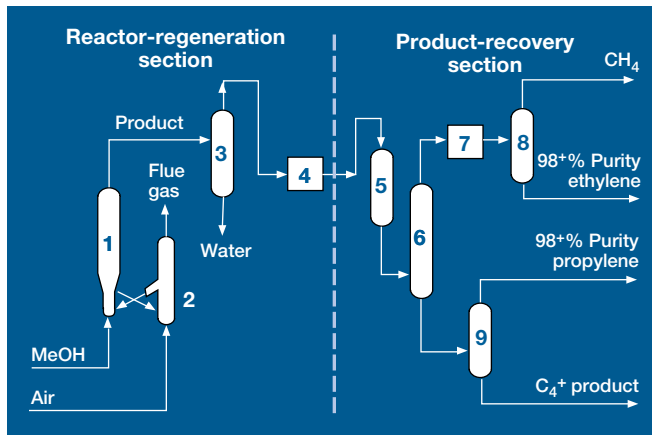 Reactor-regeneration
section
Product-recovery
section
CH₄
Product
3
7
8
Flue
gas
4
5
98⁺% Purity
ethylene
1
6
Water
98⁺% Purity
propylene
2
9
MeOH
Air
C₄⁺ product